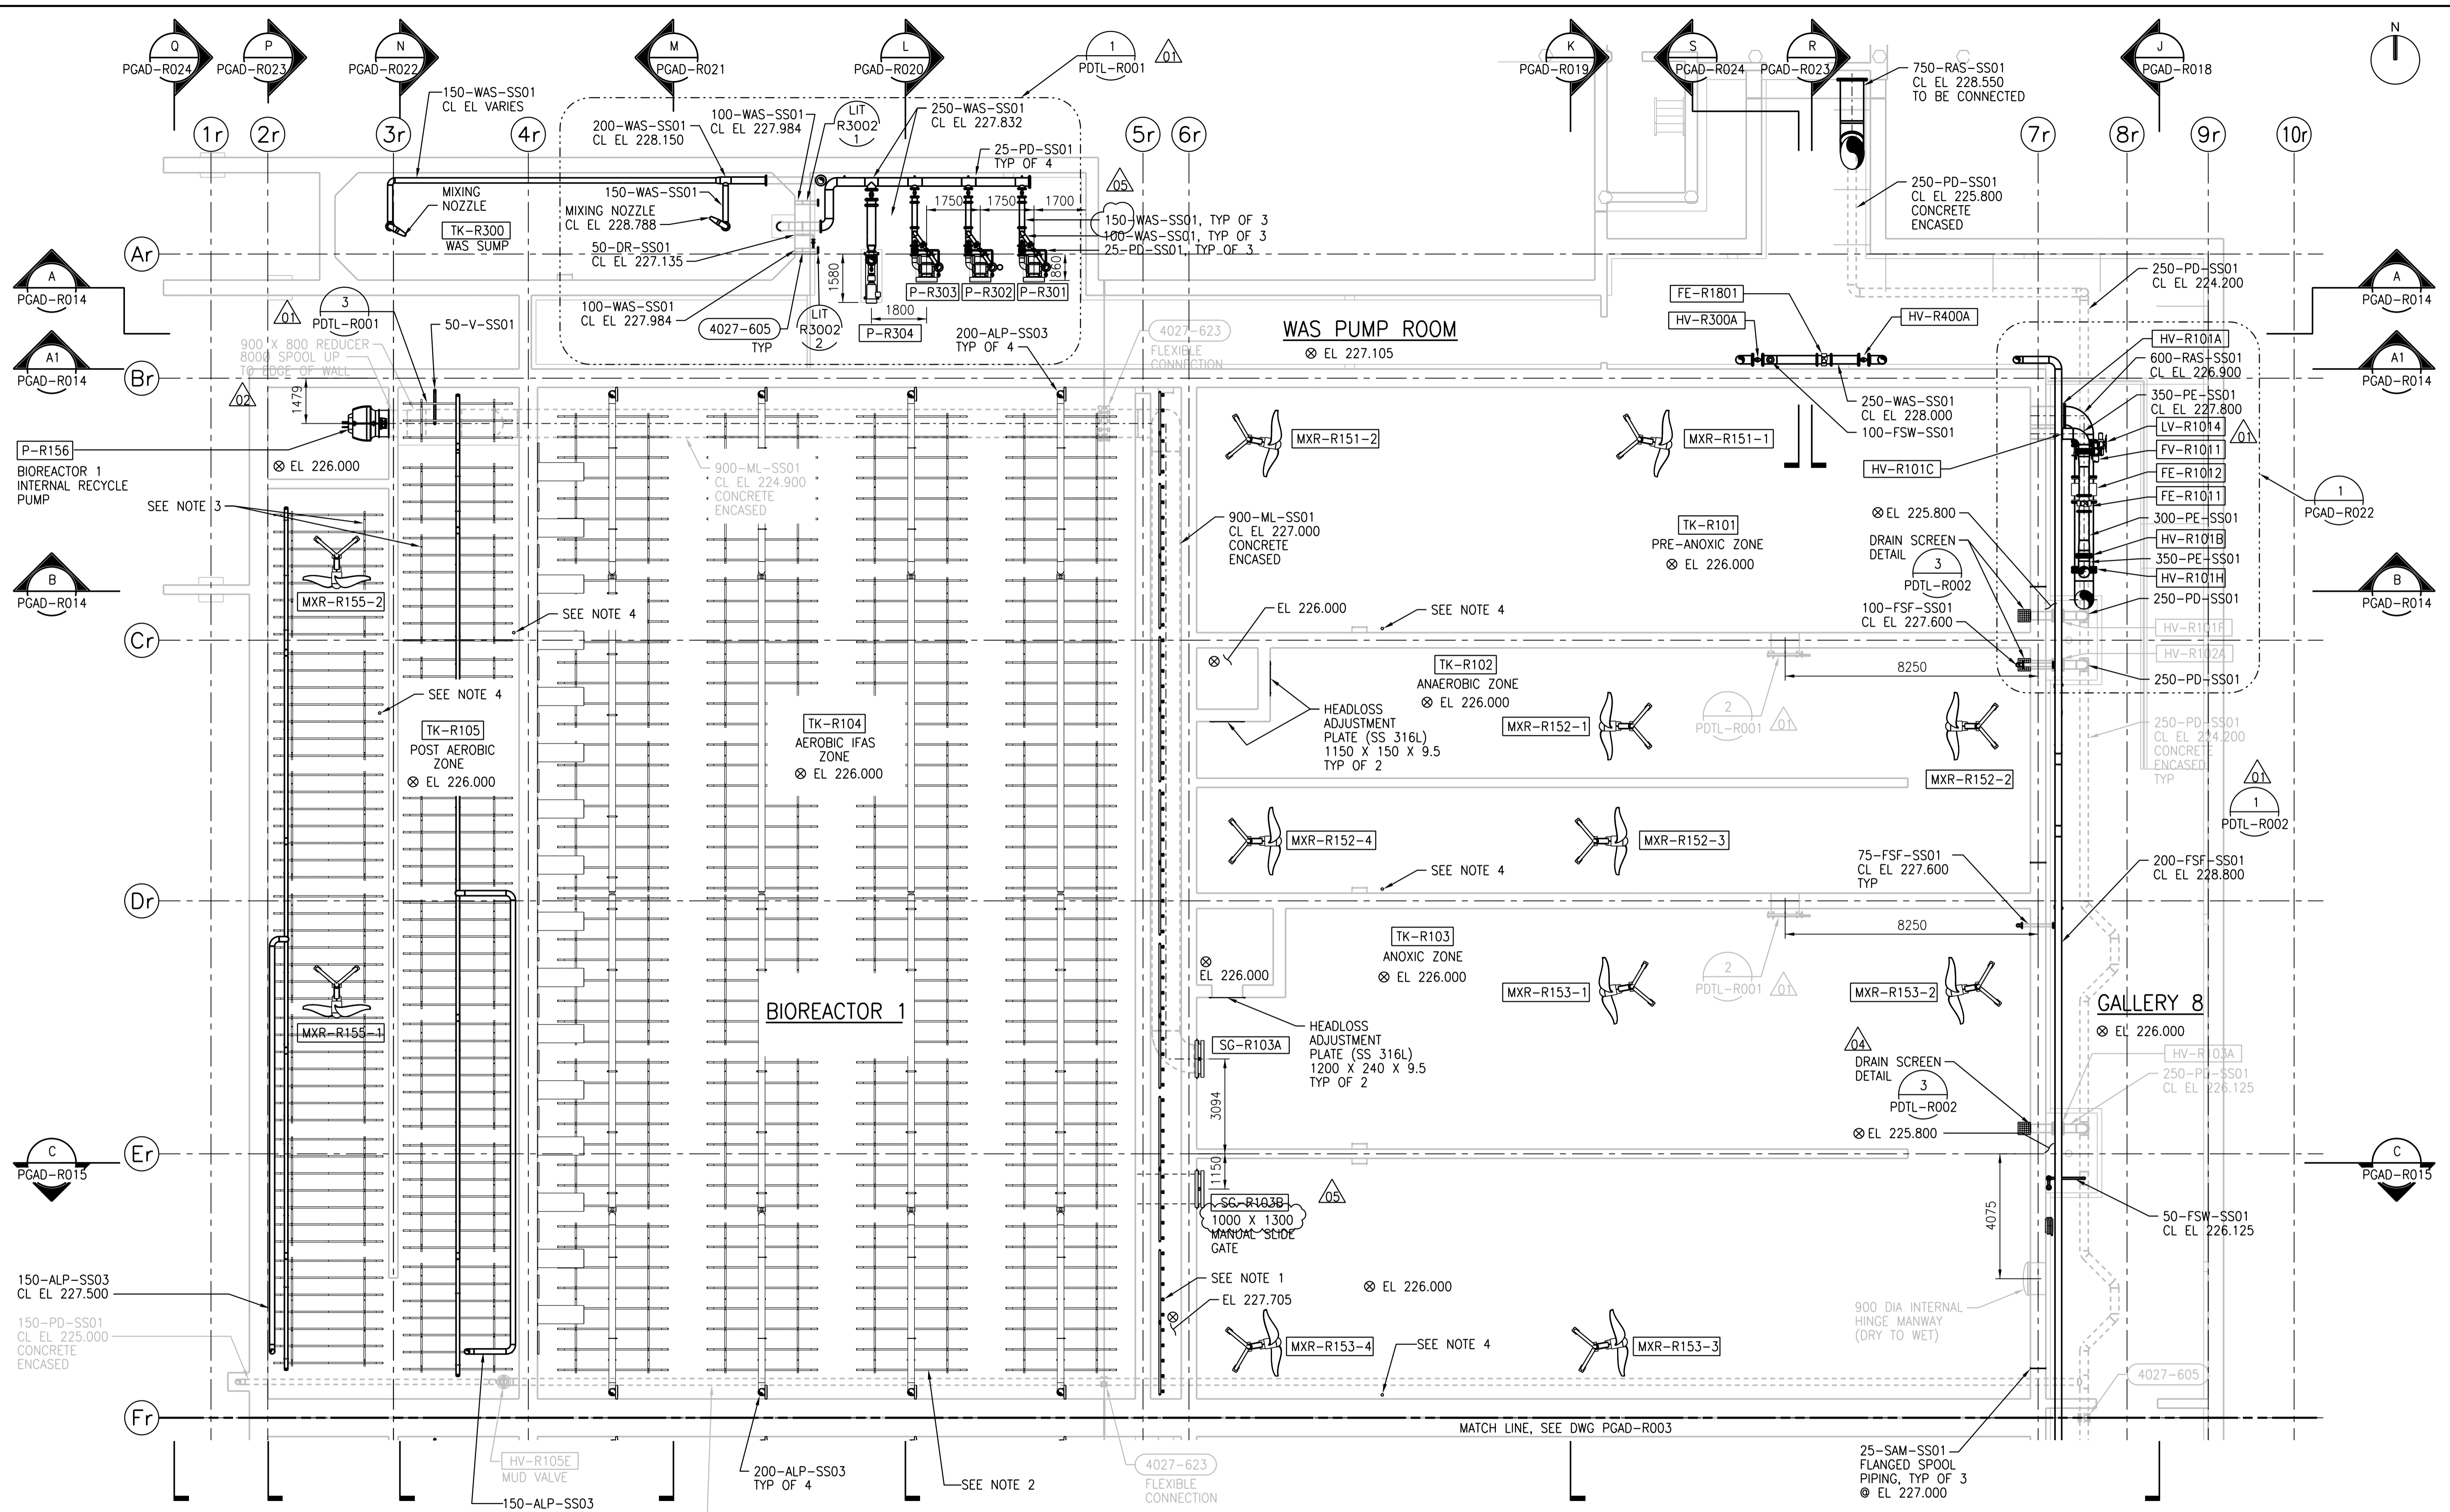 Q
PGAD-R024
P
PGAD-R023
N
PGAD-R022
M
PGAD-R021
L
PGAD-R020
1
PDTL-R001
01
K
PGAD-R019
S
PGAD-R024
R
PGAD-R023
J
PGAD-R018
N
1r
2r
3r
4r
5r
6r
7r
8r
9r
10r
150-WAS-SS01
CL EL VARIES
200-WAS-SS01
CL EL 228.150
100-WAS-SS01
CL EL 227.984
LIT
R3002
1
250-WAS-SS01
CL EL 227.832
25-PD-SS01
TYP OF 4
750-RAS-SS01
CL EL 228.550
TO BE CONNECTED
MIXING
NOZZLE
TK-R300
WAS SUMP
150-WAS-SS01
MIXING NOZZLE
CL EL 228.788
50-DR-SS01
CL EL 227.135
100-WAS-SS01
CL EL 227.984
4027-605
TYP
LIT
R3002
2
1750
1750
1700
05
150-WAS-SS01, TYP OF 3
100-WAS-SS01, TYP OF 3
25-PD-SS01, TYP OF 3
1580
860
1800
P-R303
P-R302
P-R301
P-R304
200-ALP-SS03
TYP OF 4
250-PD-SS01
CL EL 225.800
CONCRETE
ENCASED
250-PD-SS01
CL EL 224.200
Ar
A
PGAD-R014
A
PGAD-R014
A1
PGAD-R014
A1
PGAD-R014
Br
01
3
PDTL-R001
50-V-SS01
900 X 800 REDUCER
8000 SPOOL UP
TO EDGE OF WALL
02
1479
4027-623
FLEXIBLE
CONNECTION
WAS PUMP ROOM
EL 227.105
FE-R1801
HV-R300A
HV-R400A
250-WAS-SS01
CL EL 228.000
100-FSW-SS01
HV-R101A
600-RAS-SS01
CL EL 226.900
350-PE-SS01
CL EL 227.800
LV-R1014
01
FV-R1011
FE-R1012
FE-R1011
300-PE-SS01
HV-R101B
350-PE-SS01
HV-R101H
250-PD-SS01
HV-R101F
HV-R102A
250-PD-SS01
HV-R101C
1
PGAD-R022
P-R156
BIOREACTOR 1
INTERNAL RECYCLE
PUMP
EL 226.000
SEE NOTE 3
900-ML-SS01
CL EL 224.900
CONCRETE
ENCASED
900-ML-SS01
CL EL 227.000
CONCRETE
ENCASED
MXR-R151-2
MXR-R151-1
TK-R101
PRE-ANOXIC ZONE
EL 226.000
EL 225.800
DRAIN SCREEN
DETAIL
3
PDTL-R002
100-FSF-SS01
CL EL 227.600
B
PGAD-R014
B
PGAD-R014
MXR-R155-2
SEE NOTE 4
EL 226.000
SEE NOTE 4
Cr
SEE NOTE 4
TK-R105
POST AEROBIC
ZONE
EL 226.000
TK-R104
AEROBIC IFAS
ZONE
EL 226.000
TK-R102
ANAEROBIC ZONE
EL 226.000
8250
HEADLOSS
ADJUSTMENT
PLATE (SS 316L)
1150 X 150 X 9.5
TYP OF 2
MXR-R152-1
2
PDTL-R001
01
MXR-R152-2
250-PD-SS01
CL EL 224.200
CONCRETE
ENCASED
TYP
01
1
PDTL-R002
MXR-R152-4
MXR-R152-3
SEE NOTE 4
75-FSF-SS01
CL EL 227.600
TYP
200-FSF-SS01
CL EL 228.800
Dr
TK-R103
ANOXIC ZONE
EL 226.000
8250
EL 226.000
MXR-R153-1
2
PDTL-R001
01
MXR-R153-2
BIOREACTOR 1
GALLERY 8
EL 226.000
MXR-R155-1
SG-R103A
HEADLOSS
ADJUSTMENT
PLATE (SS 316L)
1200 X 240 X 9.5
TYP OF 2
04
DRAIN SCREEN
DETAIL
3
PDTL-R002
EL 225.800
HV-R103A
250-PD-SS01
CL EL 226.125
3094
Er
C
PGAD-R015
C
PGAD-R015
1150
SG-R103B
1000 X 1300
MANUAL SLIDE
GATE
05
4075
50-FSW-SS01
CL EL 226.125
SEE NOTE 1
EL 227.705
EL 226.000
150-ALP-SS03
CL EL 227.500
150-PD-SS01
CL EL 225.000
CONCRETE
ENCASED
900 DIA INTERNAL
HINGE MANWAY
(DRY TO WET)
MXR-R153-4
SEE NOTE 4
MXR-R153-3
4027-605
Fr
MATCH LINE, SEE DWG PGAD-R003
HV-R105E
MUD VALVE
150-ALP-SS03
200-ALP-SS03
TYP OF 4
SEE NOTE 2
4027-623
FLEXIBLE
CONNECTION
25-SAM-SS01
FLANGED SPOOL
PIPING, TYP OF 3
@ EL 227.000